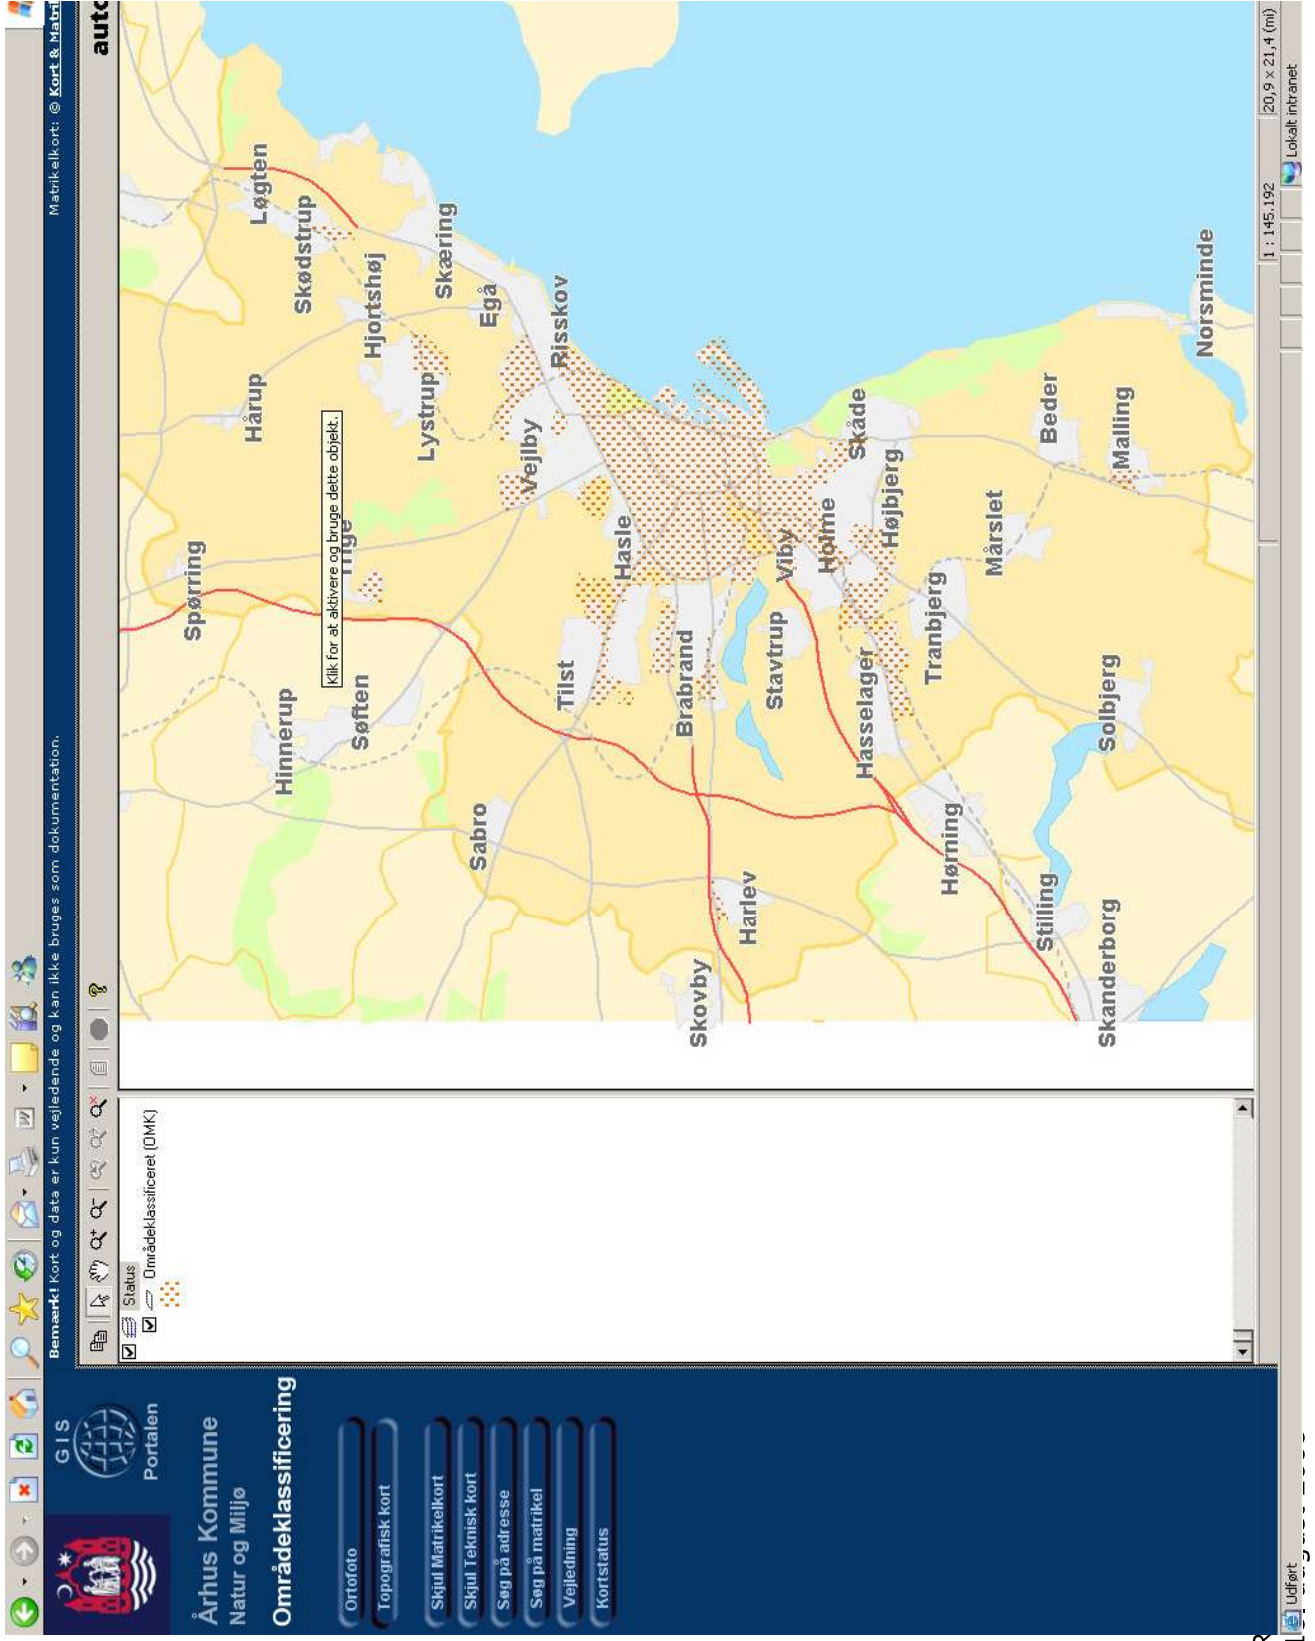 Bemærk! Kort og data er kun vejledende og kan ikke bruges som dokumentation.
Matrikelkort: © Kort & Matri
GIS
Portalen
Århus Kommune
Natur og Miljø
Områdeklassificering
Ortofoto
Topografisk kort
Skjul Matrikelkort
Skjul Teknisk kort
Søg på adresse
Søg på matrikel
Vejledning
Kortstatus
Status
Områdeklassificeret (OMK)
Klik for at aktivere og bruge dette objekt.
Spørring
Hårup
Løgten
Skødstrup
Hinnerup
Søften
Hjortshøj
Lystrup
Skæring
Egå
Sabro
Vejlby
Risskov
Tilst
Hasle
Skovby
Brabrand
Harlev
Stavtrup
Viby
Holme
Skåde
Hasselager
Højbjerg
Hørning
Tranbjerg
Mårslet
Beder
Malling
Stilling
Solbjerg
Skanderborg
Norsminde
1 : 145.192
20,9 x 21,4 (mi)
Udført
Lokalt intranet